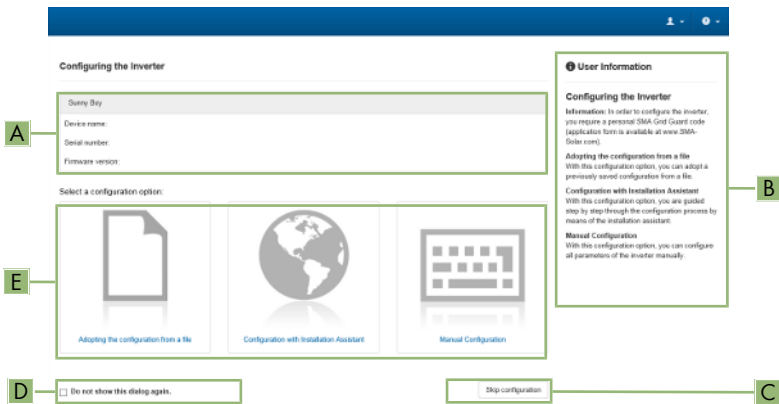 Configuring the Inverter
User Information
A
Sunny Boy
Device name:
Serial number:
Firmware version:
Configuring the Inverter
Information: In order to configure the inverter,
you require a personal SMA Grid Guard code
(application form is available at www.SMA-
Solar.com).
Adopting the configuration from a file
With this configuration option, you can adopt a
previously saved configuration from a file.
Configuration with Installation Assistant
With this configuration option, you are guided
step by step through the configuration process by
means of the installation assistant.
Manual Configuration
With this configuration option, you can configure
all parameters of the inverter manually.
B
Select a configuration option:
E
Adopting the configuration from a file
Configuration with Installation Assistant
Manual Configuration
D
Do not show this dialog again.
Skip configuration
C